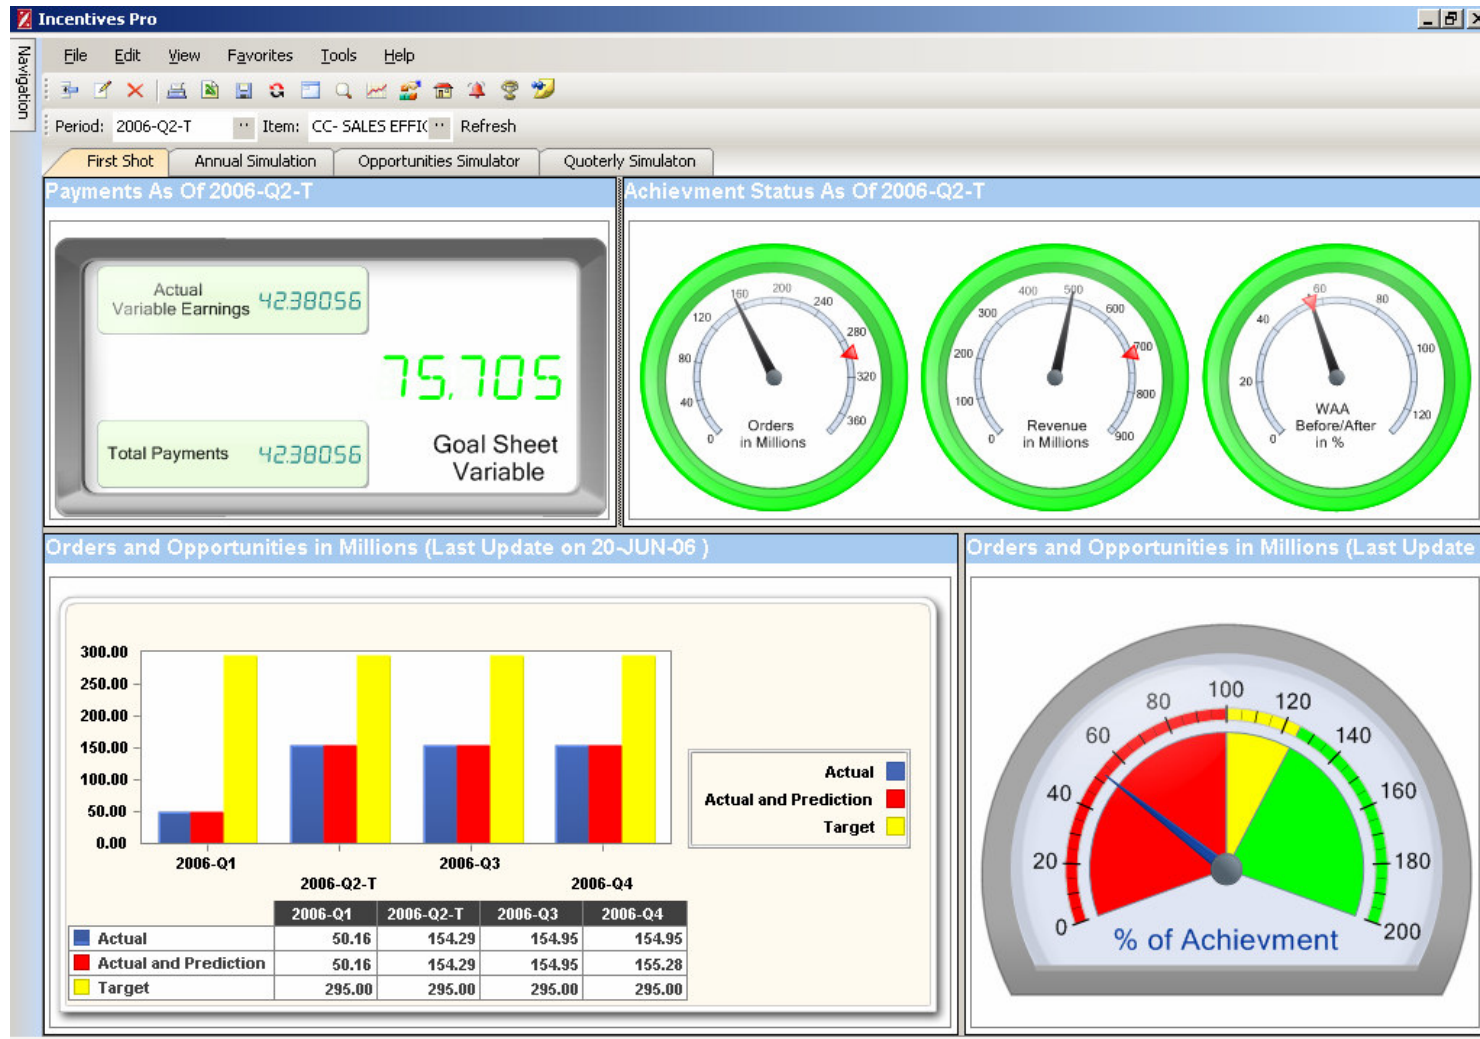 Incentives Pro
Navigation
File Edit View Favorites Tools Help
Period: 2006-Q2-T Item: CC- SALES EFFI Refresh
First Shot Annual Simulation Opportunities Simulator Quoterly Simulaton
Payments As Of 2006-Q2-T
Actual
Variable Earnings 42380.56
75,705
Total Payments 42380.56
Goal Sheet
Variable
Achievment Status As Of 2006-Q2-T
0 40 80 120 160 200 240 280 320 360
Orders
in Millions
0 100 200 300 400 500 600 700 800 900
Revenue
in Millions
0 20 40 60 80 100 120
WAA
Before/After
in %
Orders and Opportunities in Millions (Last Update on 20-JUN-06 )
300.00
250.00
200.00
150.00
100.00
50.00
0.00
2006-Q1 2006-Q3
2006-Q2-T 2006-Q4
Actual
Actual and Prediction
Target
2006-Q1 2006-Q2-T 2006-Q3 2006-Q4
Actual 50.16 154.29 154.95 154.95
Actual and Prediction 50.16 154.29 154.95 155.28
Target 295.00 295.00 295.00 295.00
Orders and Opportunities in Millions (Last Update
0 20 40 60 80 100 120 140 160 180 200
% of Achievment